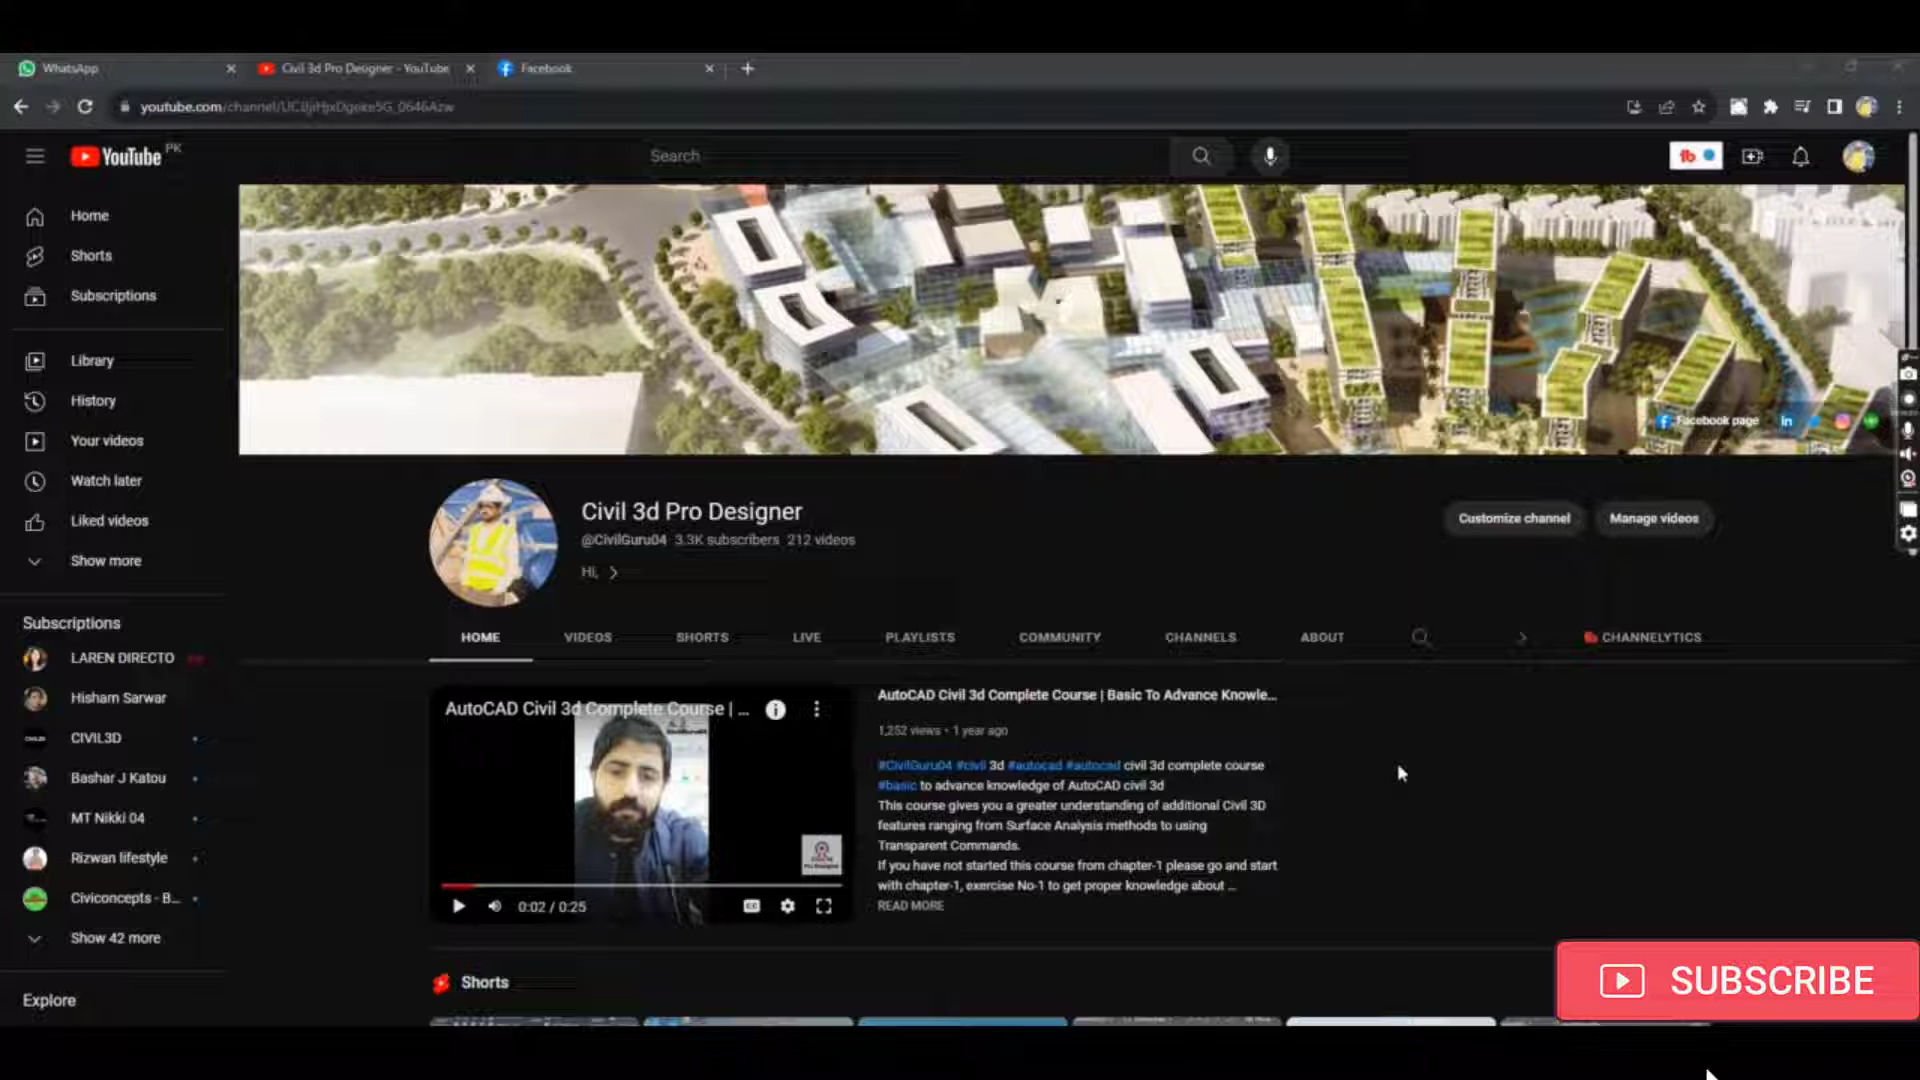 WhatsApp
Civil 3d Pro Designer - YouTube
Facebook
YouTube PK
Search
Home
Shorts
Subscriptions
Library
History
Your videos
Watch later
Liked videos
Show more
Subscriptions
LAREN DIRECTO
Hisham Sarwar
CIVIL3D
Bashar J Katou
MT Nikki 04
Rizwan lifestyle
Civiconcepts - B...
Show 42 more
Explore
Facebook page
Civil 3d Pro Designer
@CivilGuru04 3.3K subscribers 212 videos
Hi,
Customize channel
Manage videos
HOME VIDEOS SHORTS LIVE PLAYLISTS COMMUNITY CHANNELS ABOUT CHANNELYTICS
AutoCAD Civil 3d Complete Course | ...
0:02 / 0:25
AutoCAD Civil 3d Complete Course | Basic To Advance Knowle...
1,252 views • 1 year ago
#CivilGuru04 #civil 3d #autocad #autocad civil 3d complete course
#basic to advance knowledge of AutoCAD civil 3d
This course gives you a greater understanding of additional Civil 3D
features ranging from Surface Analysis methods to using
Transparent Commands.
If you have not started this course from chapter-1 please go and start
with chapter-1, exercise No-1 to get proper knowledge about ...
READ MORE
Shorts
SUBSCRIBE